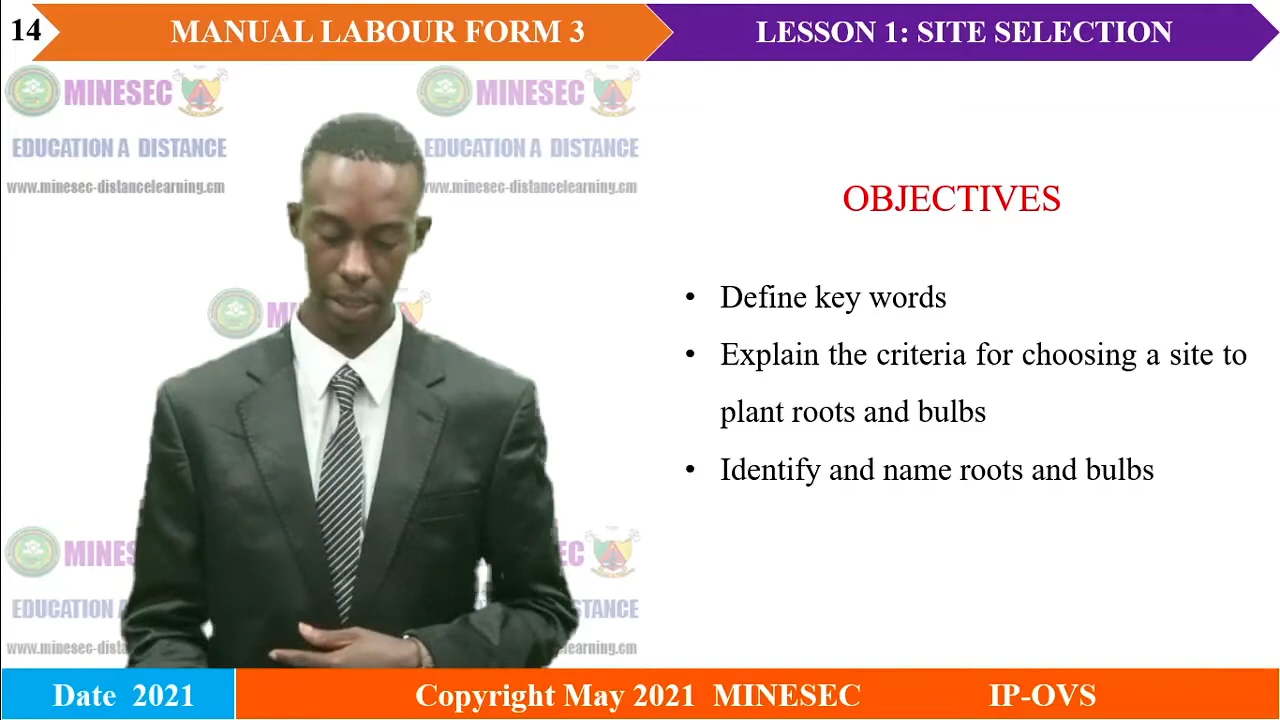 14
MANUAL LABOUR FORM 3
LESSON 1: SITE SELECTION
MINESEC
MINESEC
EDUCATION A DISTANCE
EDUCATION A DISTANCE
www.minesec-distancelearning.cm
www.minesec-distancelearning.cm
OBJECTIVES
• Define key words
• Explain the criteria for choosing a site to
plant roots and bulbs
• Identify and name roots and bulbs
EDUCATION A
Date 2021
Copyright May 2021 MINESEC
IP-OVS